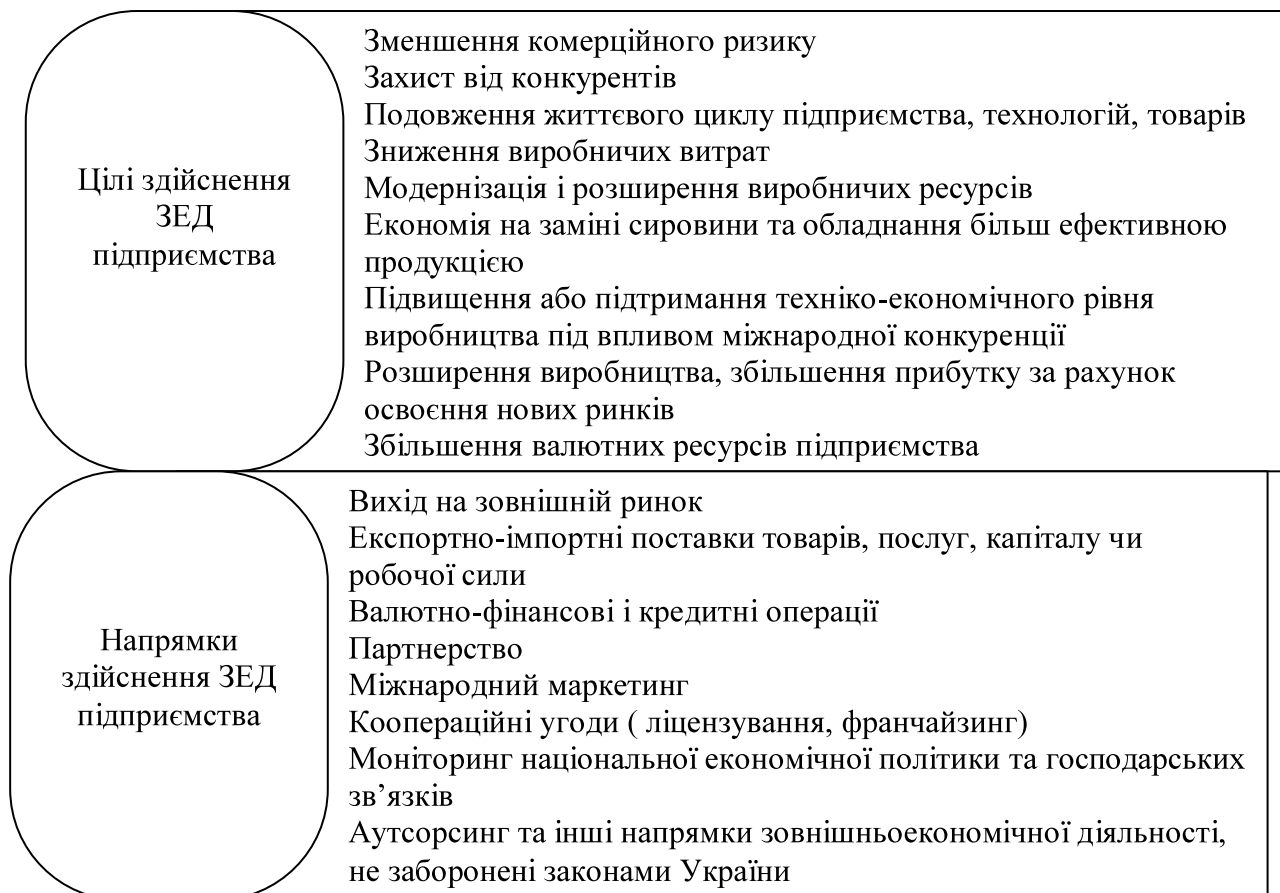 Цілі здійснення
ЗЕД
підприємства
Зменшення комерційного ризику
Захист від конкурентів
Подовження життєвого циклу підприємства, технологій, товарів
Зниження виробничих витрат
Модернізація і розширення виробничих ресурсів
Економія на заміні сировини та обладнання більш ефективною
продукцією
Підвищення або підтримання техніко-економічного рівня
виробництва під впливом міжнародної конкуренції
Розширення виробництва, збільшення прибутку за рахунок
освоєння нових ринків
Збільшення валютних ресурсів підприємства
Напрямки
здійснення ЗЕД
підприємства
Вихід на зовнішній ринок
Експортно-імпортні поставки товарів, послуг, капіталу чи
робочої сили
Валютно-фінансові і кредитні операції
Партнерство
Міжнародний маркетинг
Коопераційні угоди ( ліцензування, франчайзинг)
Моніторинг національної економічної політики та господарських
зв’язків
Аутсорсинг та інші напрямки зовнішньоекономічної діяльності,
не заборонені законами України